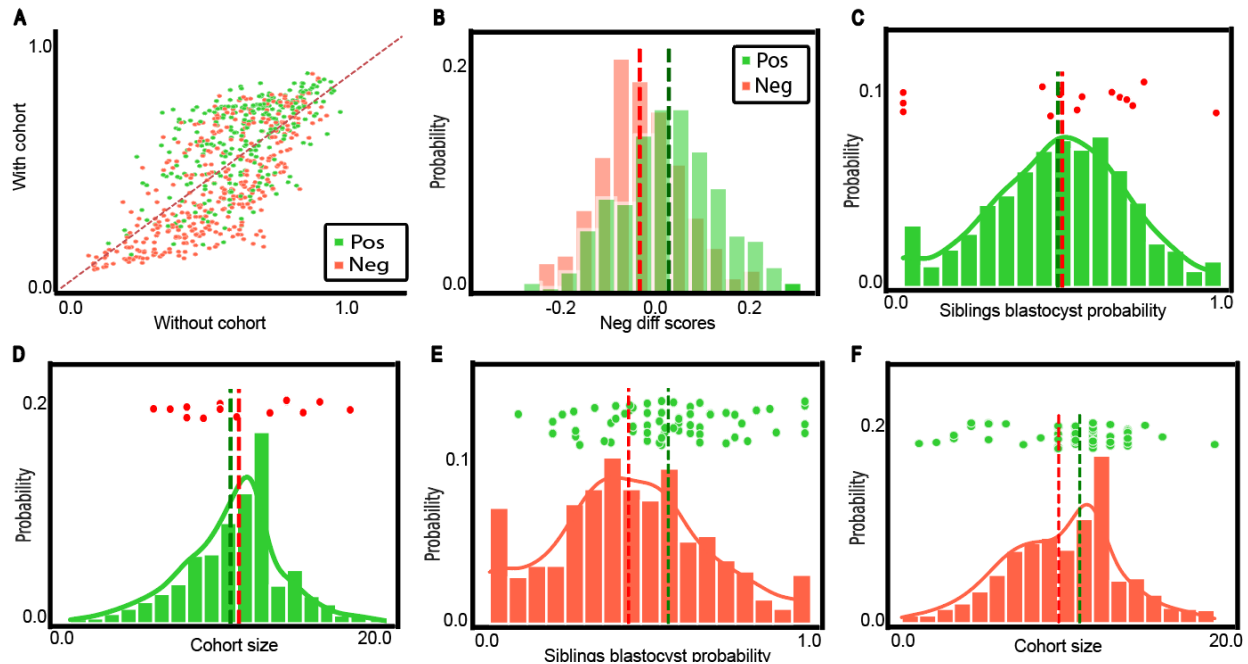 A
1.0
With cohort
0.0
0.0
1.0
Without cohort
Pos
Neg
B
0.2
Probability
0.0
-0.2
0.0
0.2
Neg diff scores
Pos
Neg
C
0.1
Probability
0.0
0.0
1.0
Siblings blastocyst probability
D
0.2
Probability
0.0
0.0
20.0
Cohort size
E
0.1
Probability
0.0
0.0
1.0
Siblings blastocyst probability
F
0.2
Probability
0.0
0.0
20.0
Cohort size